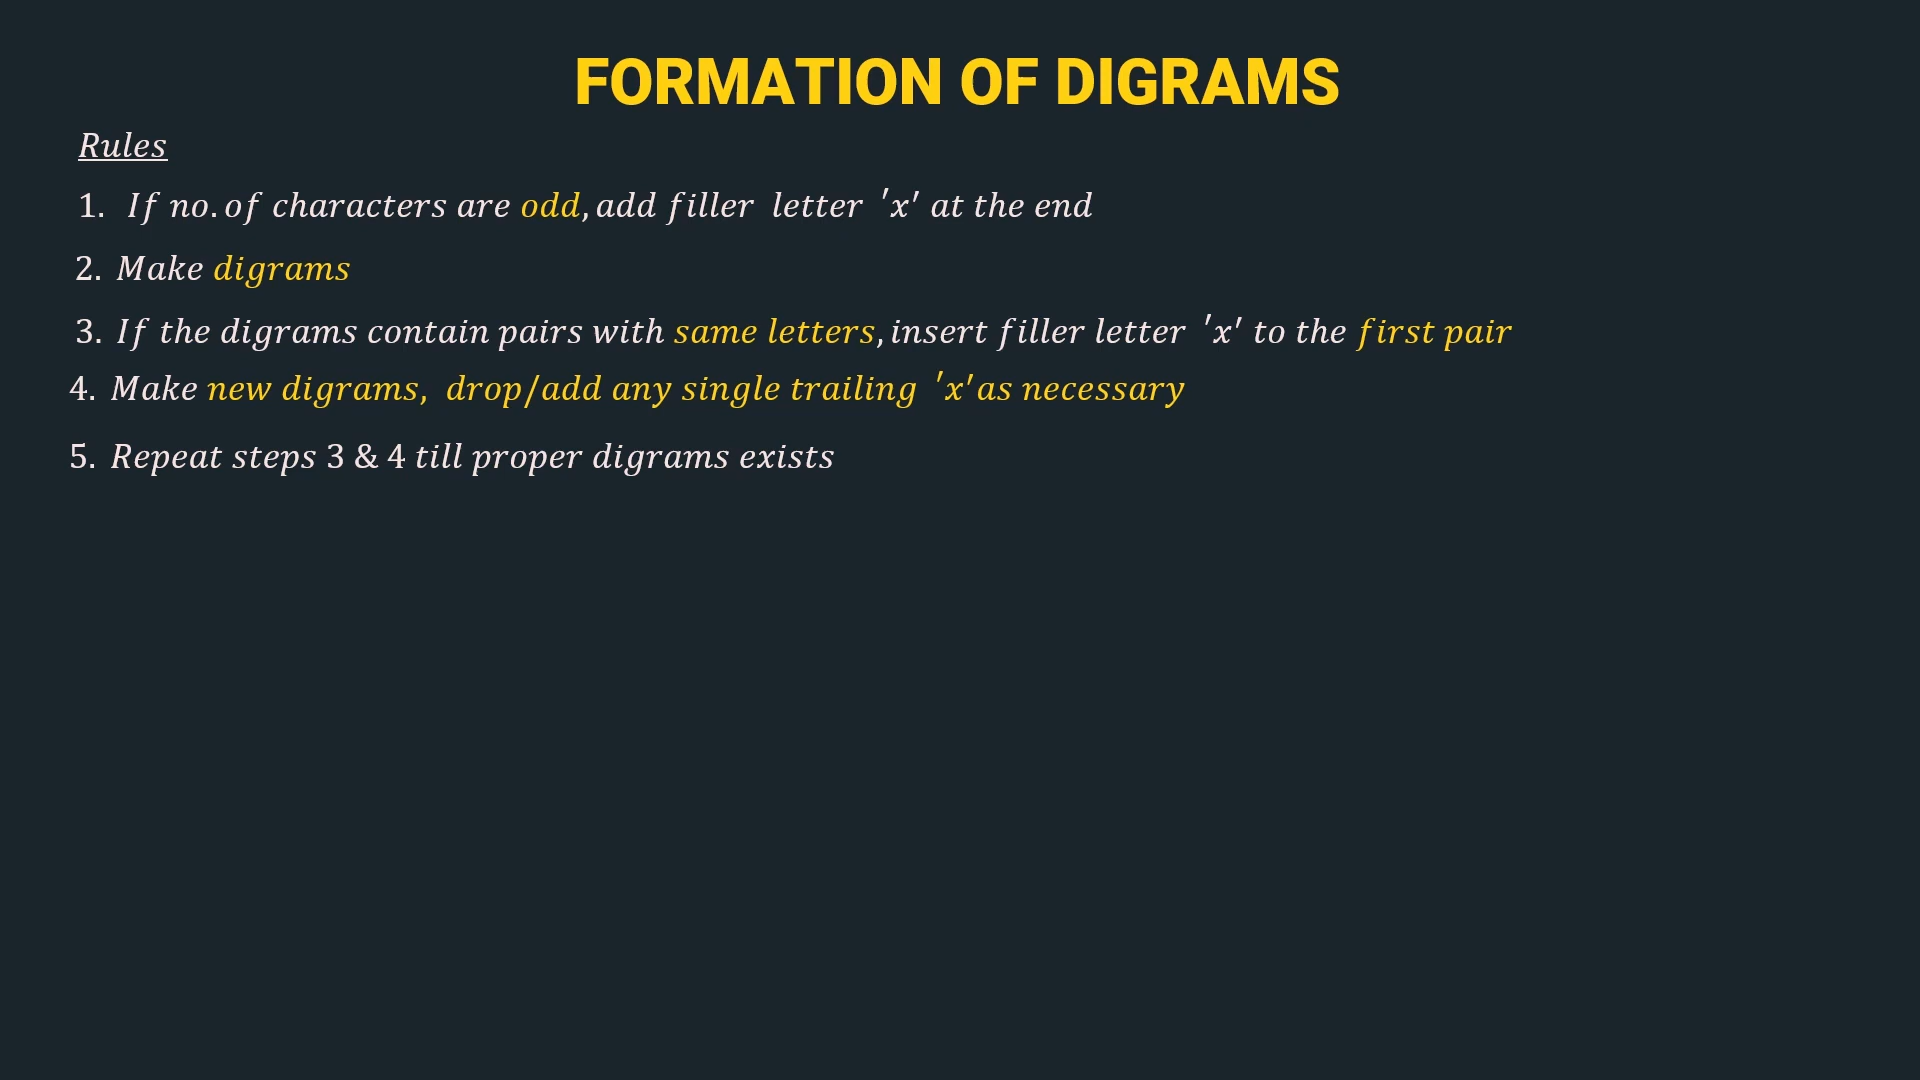 FORMATION OF DIGRAMS
Rules
1. If no. of characters are odd, add filler letter 'x' at the end
2. Make digrams
3. If the digrams contain pairs with same letters, insert filler letter 'x' to the first pair
4. Make new digrams, drop/add any single trailing 'x' as necessary
5. Repeat steps 3 & 4 till proper digrams exists